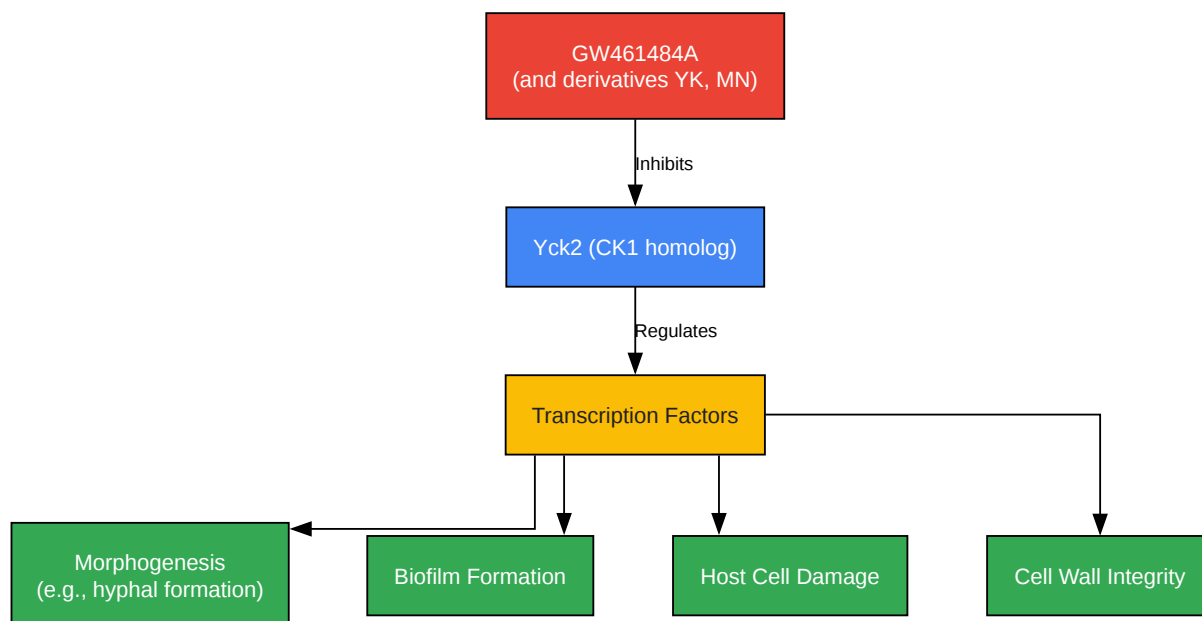 GW461484A
(and derivatives YK, MN)
Inhibits
Yck2 (CK1 homolog)
Regulates
Transcription Factors
Morphogenesis
(e.g., hyphal formation)
Biofilm Formation
Host Cell Damage
Cell Wall Integrity